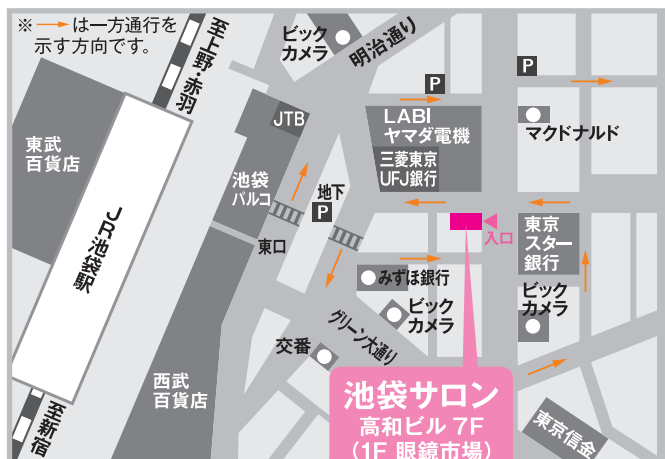 ※→は一方通行を
示す方向です。
至上野・赤羽
ビック
カメラ
明治通り
P
P
東武
百貨店
JTB
LABI
ヤマダ電機
マクドナルド
三菱東京
UFJ銀行
池袋
パルコ
地下
P
JR池袋駅
東口
入口
東京
スター
銀行
みずほ銀行
ビック
カメラ
ビック
カメラ
グリーン大通り
交番
西武
百貨店
池袋サロン
高和ビル 7F
(1F 眼鏡市場)
東京信金
至新宿